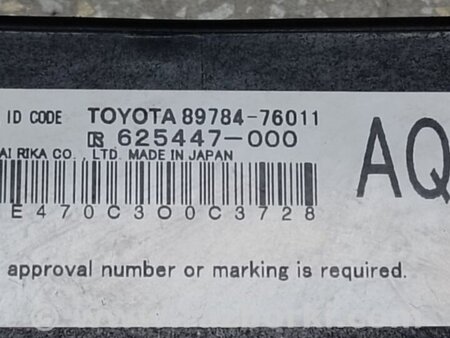 ID CODE TOYOTA 89784-76011
R 625447-000
AI RIKA CO., LTD. MADE IN JAPAN
AQ
E470C300C3728
approval number or marking is required.